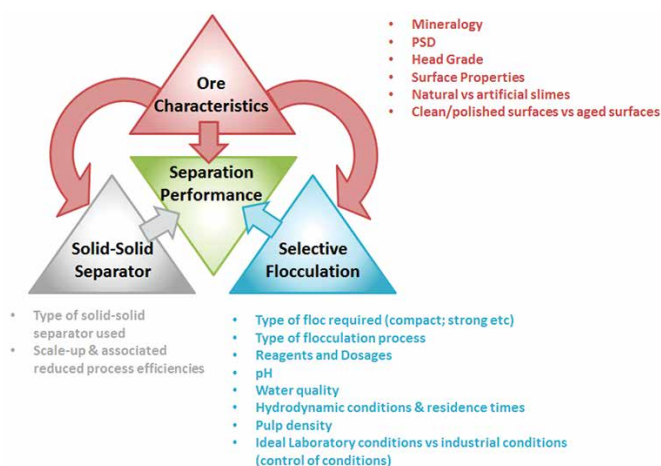 Mineralogy
PSD
Head Grade
Surface Properties
Natural vs artificial slimes
Clean/polished surfaces vs aged surfaces
Ore
Characteristics
Separation
Performance
Solid-Solid
Separator
Selective
Flocculation
Type of solid-solid
separator used
Scale-up & associated
reduced process efficiencies
Type of floc required (compact; strong etc)
Type of flocculation process
Reagents and Dosages
pH
Water quality
Hydrodynamic conditions & residence times
Pulp density
Ideal Laboratory conditions vs industrial conditions
(control of conditions)